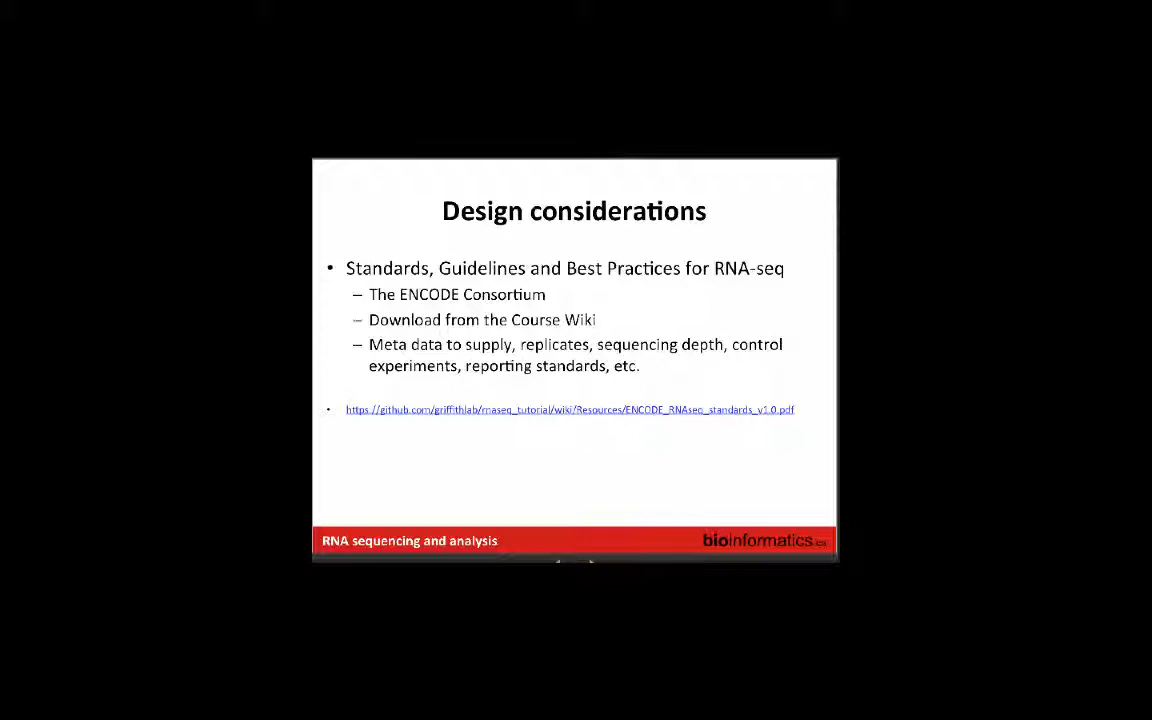 Design considerations
• Standards, Guidelines and Best Practices for RNA-seq
– The ENCODE Consortium
– Download from the Course Wiki
– Meta data to supply, replicates, sequencing depth, control
experiments, reporting standards, etc.
• https://github.com/griffithlab/rnaseq_tutorial/wiki/Resources/ENCODE_RNAseq_standards_v1.0.pdf
RNA sequencing and analysis
bioinformatics.ca